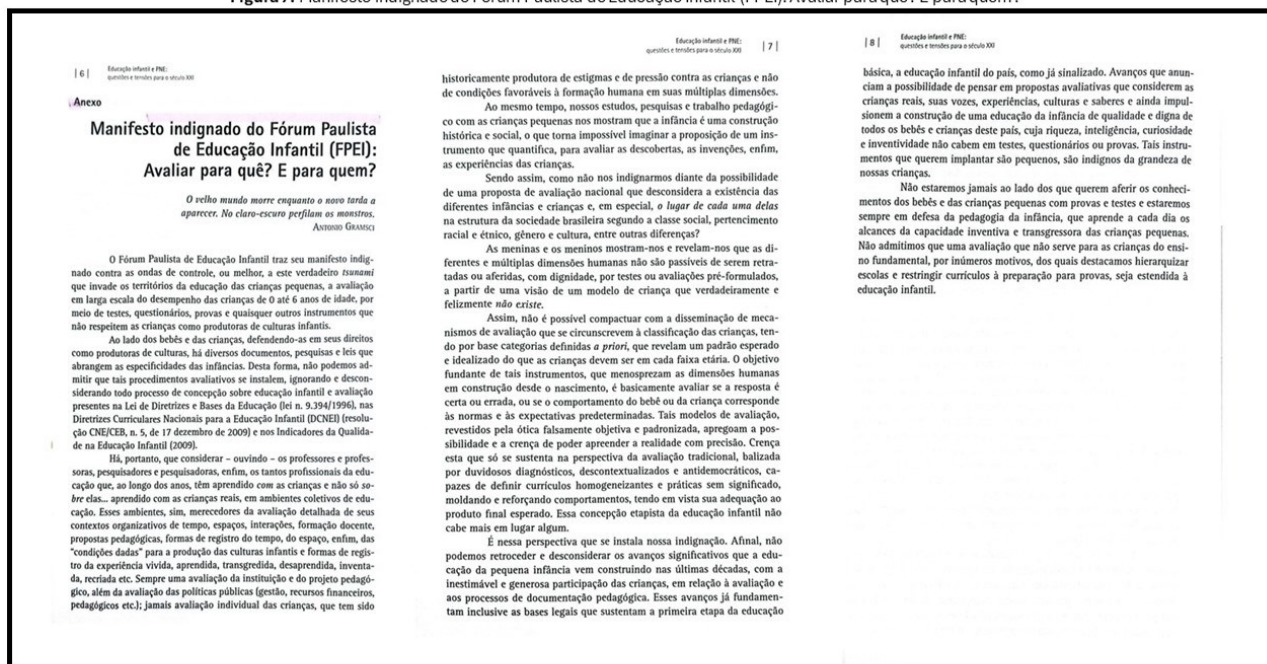 Figura 7. Manifesto indignado do Fórum Paulista de Educação Infantil (FPEI): Avaliar para quê? E para quem?
|6| Educação infantil e PNE:
questões e tensões para o século XXI
Anexo
Manifesto indignado do Fórum Paulista
de Educação Infantil (FPEI):
Avaliar para quê? E para quem?
O velho mundo morre enquanto o novo tarda a
aparecer. No claro-escuro perfilam os monstros.
ANTONIO GRAMSCI
O Fórum Paulista de Educação Infantil traz seu manifesto indig-
nado contra as ondas de controle, ou melhor, a este verdadeiro tsunami
que invade os territórios da educação das crianças pequenas, a avaliação
em larga escala do desempenho das crianças de 0 até 6 anos de idade, por
meio de testes, questionários, provas e quaisquer outros instrumentos que
não respeitem as crianças como produtoras de culturas infantis.
Ao lado dos bebês e das crianças, defendendo-as em seus direitos
como produtoras de culturas, há diversos documentos, pesquisas e leis que
abrangem as especificidades das infâncias. Desta forma, não podemos ad-
mitir que tais procedimentos avaliativos se instalem, ignorando e descon-
siderando todo processo de concepção sobre educação infantil e avaliação
presentes na Lei de Diretrizes e Bases da Educação (lei n. 9.394/1996), nas
Diretrizes Curriculares Nacionais para a Educação Infantil (DCNEI) (resolu-
ção CNE/CEB, n. 5, de 17 dezembro de 2009) e nos Indicadores da Qualida-
de na Educação Infantil (2009).
Há, portanto, que considerar – ouvindo – os professores e profes-
soras, pesquisadores e pesquisadoras, enfim, os tantos profissionais da edu-
cação que, ao longo dos anos, têm aprendido com as crianças e não só so-
bre elas... aprendido com as crianças reais, em ambientes coletivos de edu-
cação. Esses ambientes, sim, merecedores da avaliação detalhada de seus
contextos organizativos de tempo, espaços, interações, formação docente,
propostas pedagógicas, formas de registro do tempo, do espaço, enfim, das
"condições dadas" para a produção das culturas infantis e formas de regis-
tro da experiência vivida, aprendida, transgredida, desaprendida, inventa-
da, recriada etc. Sempre uma avaliação da instituição e do projeto pedagó-
gico, além da avaliação das políticas públicas (gestão, recursos financeiros,
pedagógicos etc.); jamais avaliação individual das crianças, que tem sido
Educação infantil e PNE:
questões e tensões para o século XXI |7|
historicamente produtora de estigmas e de pressão contra as crianças e não
de condições favoráveis à formação humana em suas múltiplas dimensões.
Ao mesmo tempo, nossos estudos, pesquisas e trabalho pedagógi-
co com as crianças pequenas nos mostram que a infância é uma construção
histórica e social, o que torna impossível imaginar a proposição de um ins-
trumento que quantifica, para avaliar as descobertas, as invenções, enfim,
as experiências das crianças.
Sendo assim, como não nos indignarmos diante da possibilidade
de uma proposta de avaliação nacional que desconsidera a existência das
diferentes infâncias e crianças e, em especial, o lugar de cada uma delas
na estrutura da sociedade brasileira segundo a classe social, pertencimento
racial e étnico, gênero e cultura, entre outras diferenças?
As meninas e os meninos mostram-nos e revelam-nos que as di-
ferentes e múltiplas dimensões humanas não são passíveis de serem retra-
tadas ou aferidas, com dignidade, por testes ou avaliações pré-formulados,
a partir de uma visão de um modelo de criança que verdadeiramente e
felizmente não existe.
Assim, não é possível compactuar com a disseminação de meca-
nismos de avaliação que se circunscrevem à classificação das crianças, ten-
do por base categorias definidas a priori, que revelam um padrão esperado
e idealizado do que as crianças devem ser em cada faixa etária. O objetivo
fundante de tais instrumentos, que menosprezam as dimensões humanas
em construção desde o nascimento, é basicamente avaliar se a resposta é
certa ou errada, ou se o comportamento do bebê ou da criança corresponde
às normas e às expectativas predeterminadas. Tais modelos de avaliação,
revestidos pela ótica falsamente objetiva e padronizada, apregoam a pos-
sibilidade e a crença de poder apreender a realidade com precisão. Crença
esta que só se sustenta na perspectiva da avaliação tradicional, balizada
por duvidosos diagnósticos, descontextualizados e antidemocráticos, ca-
pazes de definir currículos homogeneizantes e práticas sem significado,
moldando e reforçando comportamentos, tendo em vista sua adequação ao
produto final esperado. Essa concepção etapista da educação infantil não
cabe mais em lugar algum.
É nessa perspectiva que se instala nossa indignação. Afinal, não
podemos retroceder e desconsiderar os avanços significativos que a edu-
cação da pequena infância vem construindo nas últimas décadas, com a
inestimável e generosa participação das crianças, em relação à avaliação e
aos processos de documentação pedagógica. Esses avanços já fundamen-
tam inclusive as bases legais que sustentam a primeira etapa da educação
|8| Educação infantil e PNE:
questões e tensões para o século XXI
básica, a educação infantil do país, como já sinalizado. Avanços que anun-
ciam a possibilidade de pensar em propostas avaliativas que considerem as
crianças reais, suas vozes, experiências, culturas e saberes e ainda impul-
sionem a construção de uma educação da infância de qualidade e digna de
todos os bebês e crianças deste país, cuja riqueza, inteligência, curiosidade
e inventividade não cabem em testes, questionários ou provas. Tais instru-
mentos que querem implantar são pequenos, são indignos da grandeza de
nossas crianças.
Não estaremos jamais ao lado dos que querem aferir os conheci-
mentos dos bebês e das crianças pequenas com provas e testes e estaremos
sempre em defesa da pedagogia da infância, que aprende a cada dia os
alcances da capacidade inventiva e transgressora das crianças pequenas.
Não admitimos que uma avaliação que não serve para as crianças do ensi-
no fundamental, por inúmeros motivos, dos quais destacamos hierarquizar
escolas e restringir currículos à preparação para provas, seja estendida à
educação infantil.